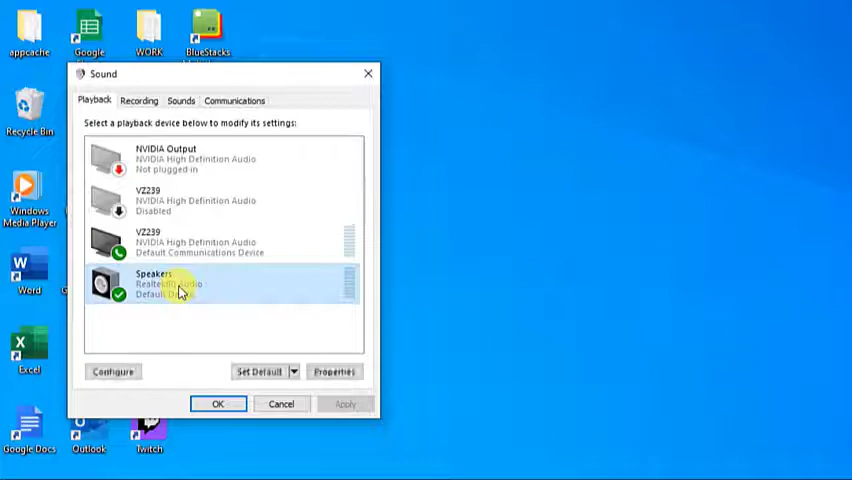 appcache
Google
WORK
BlueStacks
Sound
Playback
Recording
Sounds
Communications
Select a playback device below to modify its settings:
NVIDIA Output
NVIDIA High Definition Audio
Not plugged in
VZ239
NVIDIA High Definition Audio
Disabled
VZ239
NVIDIA High Definition Audio
Default Communications Device
Speakers
Realtek(R) Audio
Default
Configure
Set Default
Properties
OK
Cancel
Apply
Recycle Bin
Windows
Media Player
Word
Excel
Google Docs
Outlook
Twitch